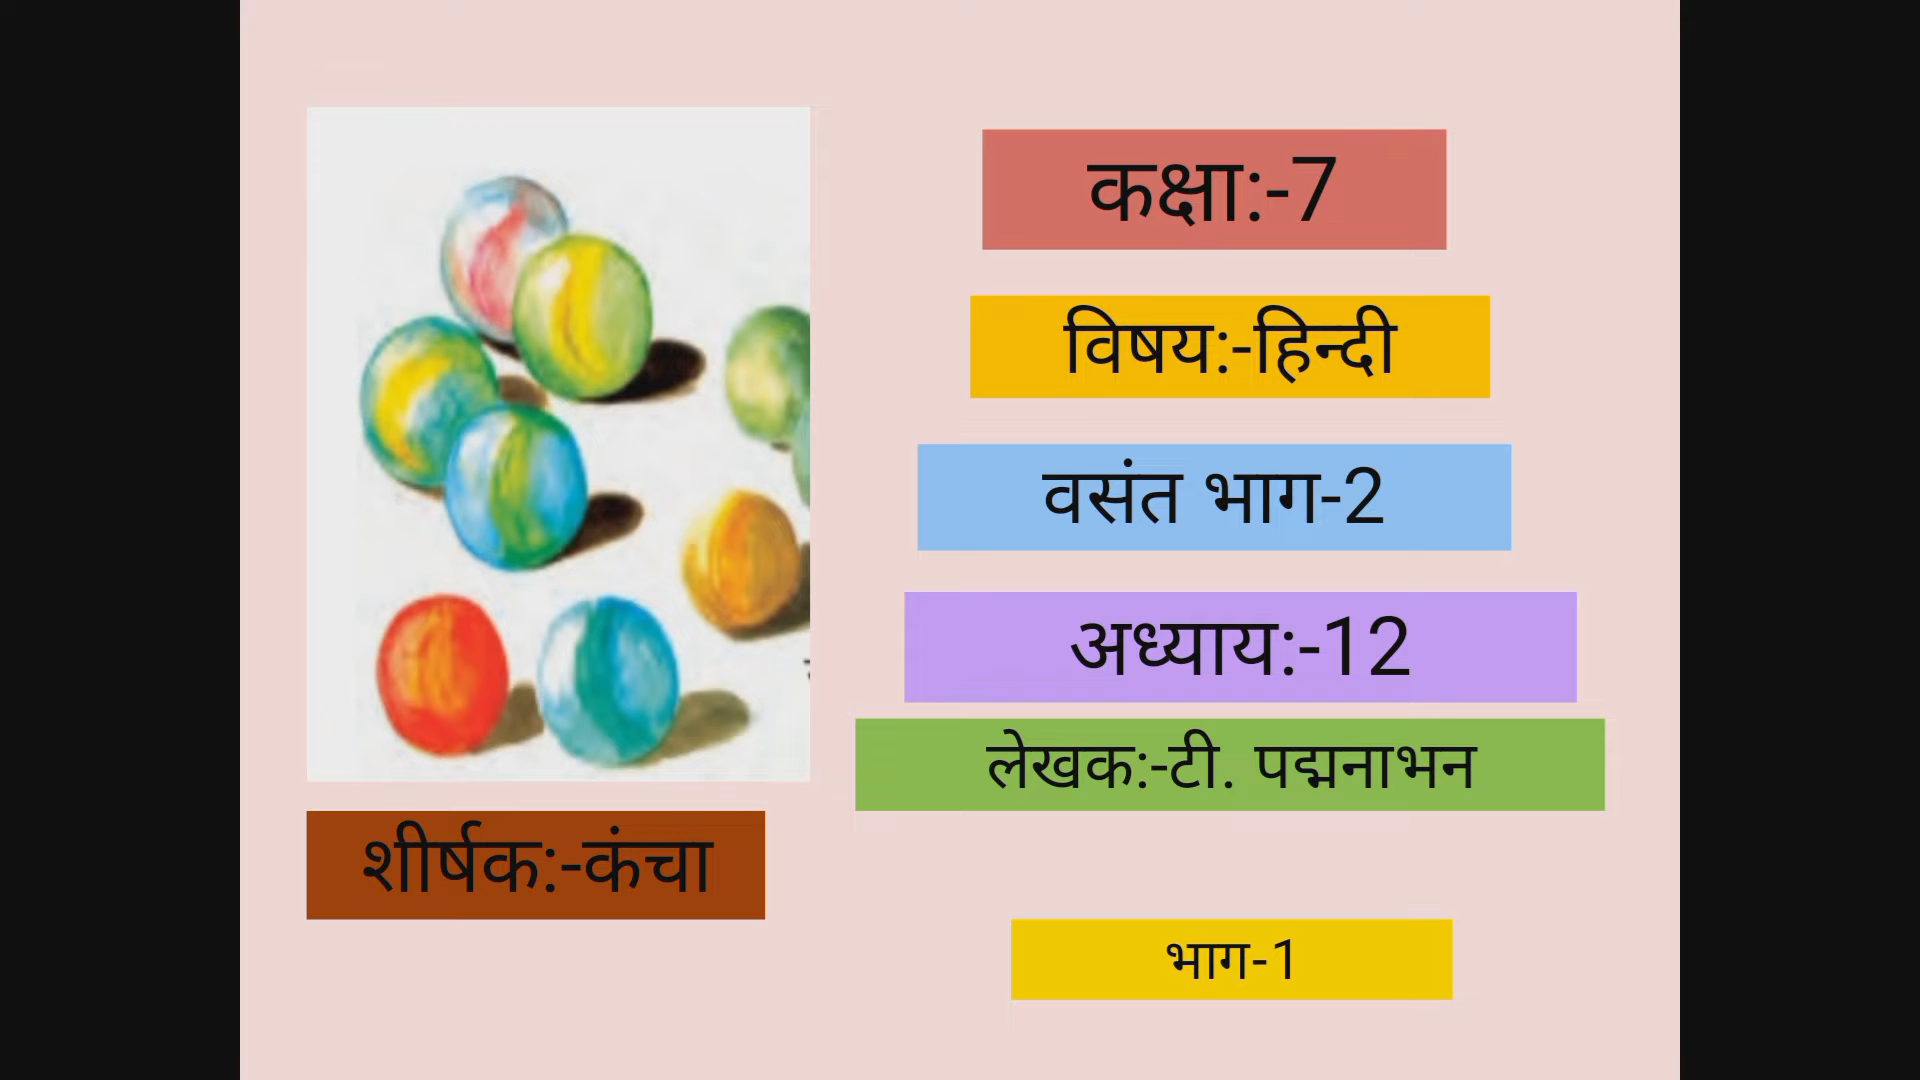 कक्षा:-7
विषय:-हिन्दी
वसंत भाग-2
अध्याय:-12
लेखक:-टी. पद्मनाभन
शीर्षक:-कंचा
भाग-1